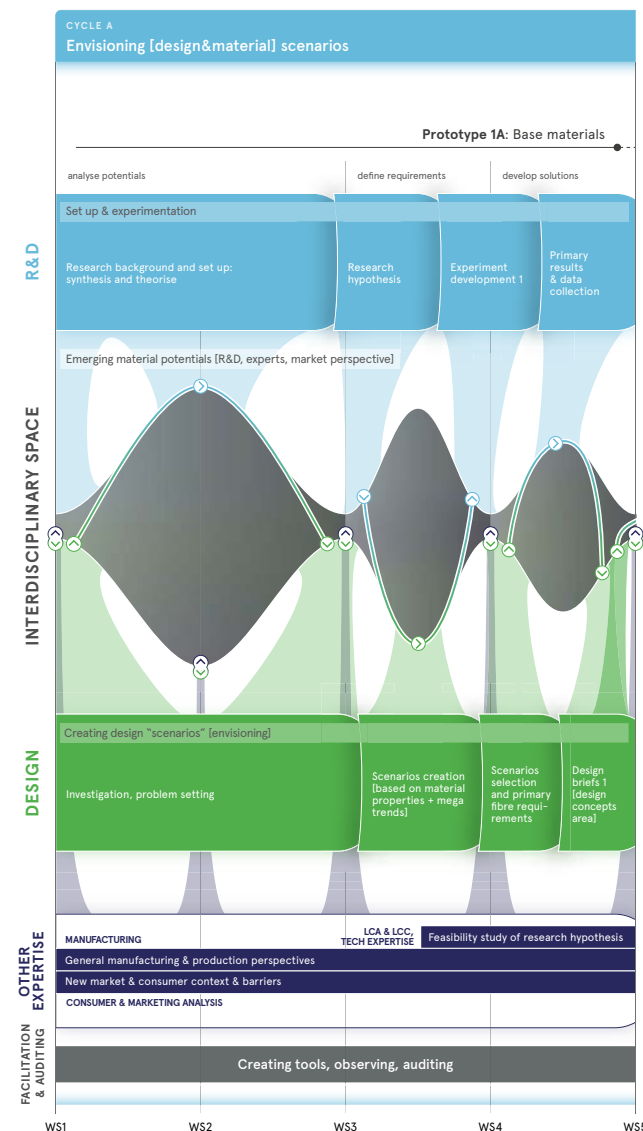 CYCLE A
Envisioning [design&material] scenarios
Prototype 1A: Base materials
analyse potentials
define requirements
develop solutions
R&D
Set up & experimentation
Research background and set up:
synthesis and theorise
Research
hypothesis
Experiment
development 1
Primary
results
& data
collection
INTERDISCIPLINARY SPACE
Emerging material potentials [R&D, experts, market perspective]
DESIGN
Creating design “scenarios” [envisioning]
Investigation, problem setting
Scenarios creation
[based on material
properties + mega
trends]
Scenarios
selection
and primary
fibre requi-
rements
Design
briefs 1
[design
concepts
area]
OTHER
EXPERTISE
MANUFACTURING
LCA & LCC,
TECH EXPERTISE
Feasibility study of research hypothesis
General manufacturing & production perspectives
New market & consumer context & barriers
CONSUMER & MARKETING ANALYSIS
FACILITATION
& AUDITING
Creating tools, observing, auditing
WS1
WS2
WS3
WS4